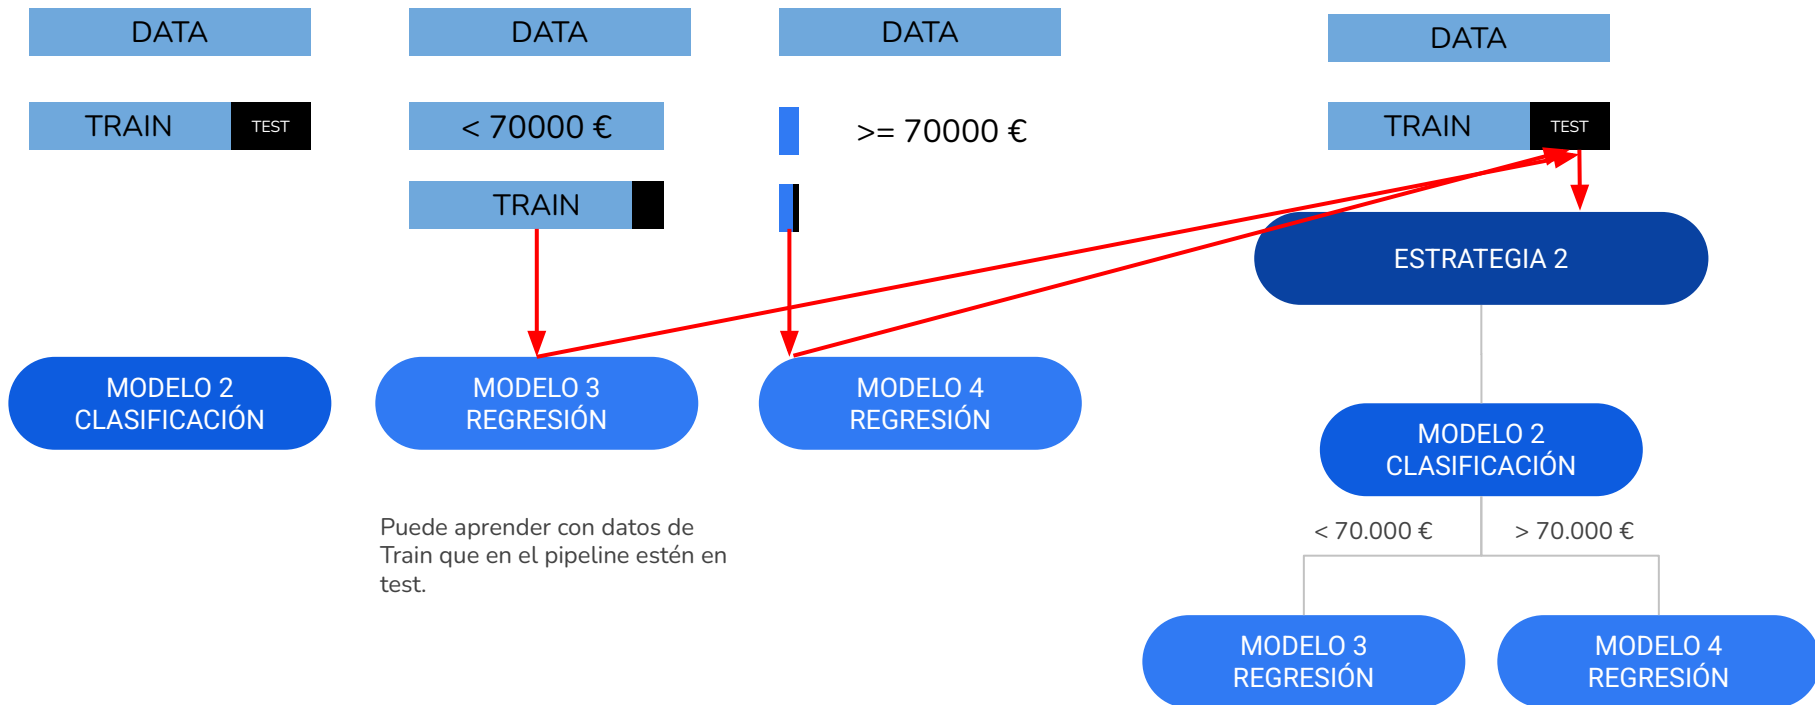 DATA
DATA
DATA
DATA
TRAIN
TEST
< 70000 €
>= 70000 €
TRAIN
TEST
TRAIN
ESTRATEGIA 2
MODELO 2
CLASIFICACIÓN
MODELO 3
REGRESIÓN
MODELO 4
REGRESIÓN
MODELO 2
CLASIFICACIÓN
Puede aprender con datos de
Train que en el pipeline estén en
test.
< 70.000 €
> 70.000 €
MODELO 3
REGRESIÓN
MODELO 4
REGRESIÓN